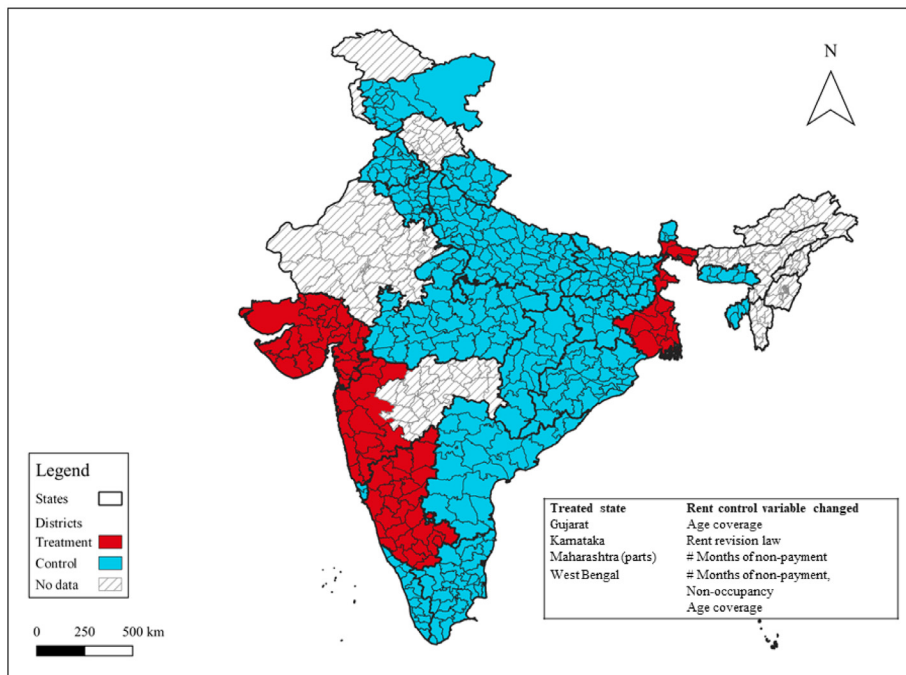 N
Legend
States
Districts
Treatment
Control
No data
0 250 500 km
Treated state Rent control variable changed
Gujarat Age coverage
Karnataka Rent revision law
Maharashtra (parts) # Months of non-payment
West Bengal # Months of non-payment,
Non-occupancy
Age coverage